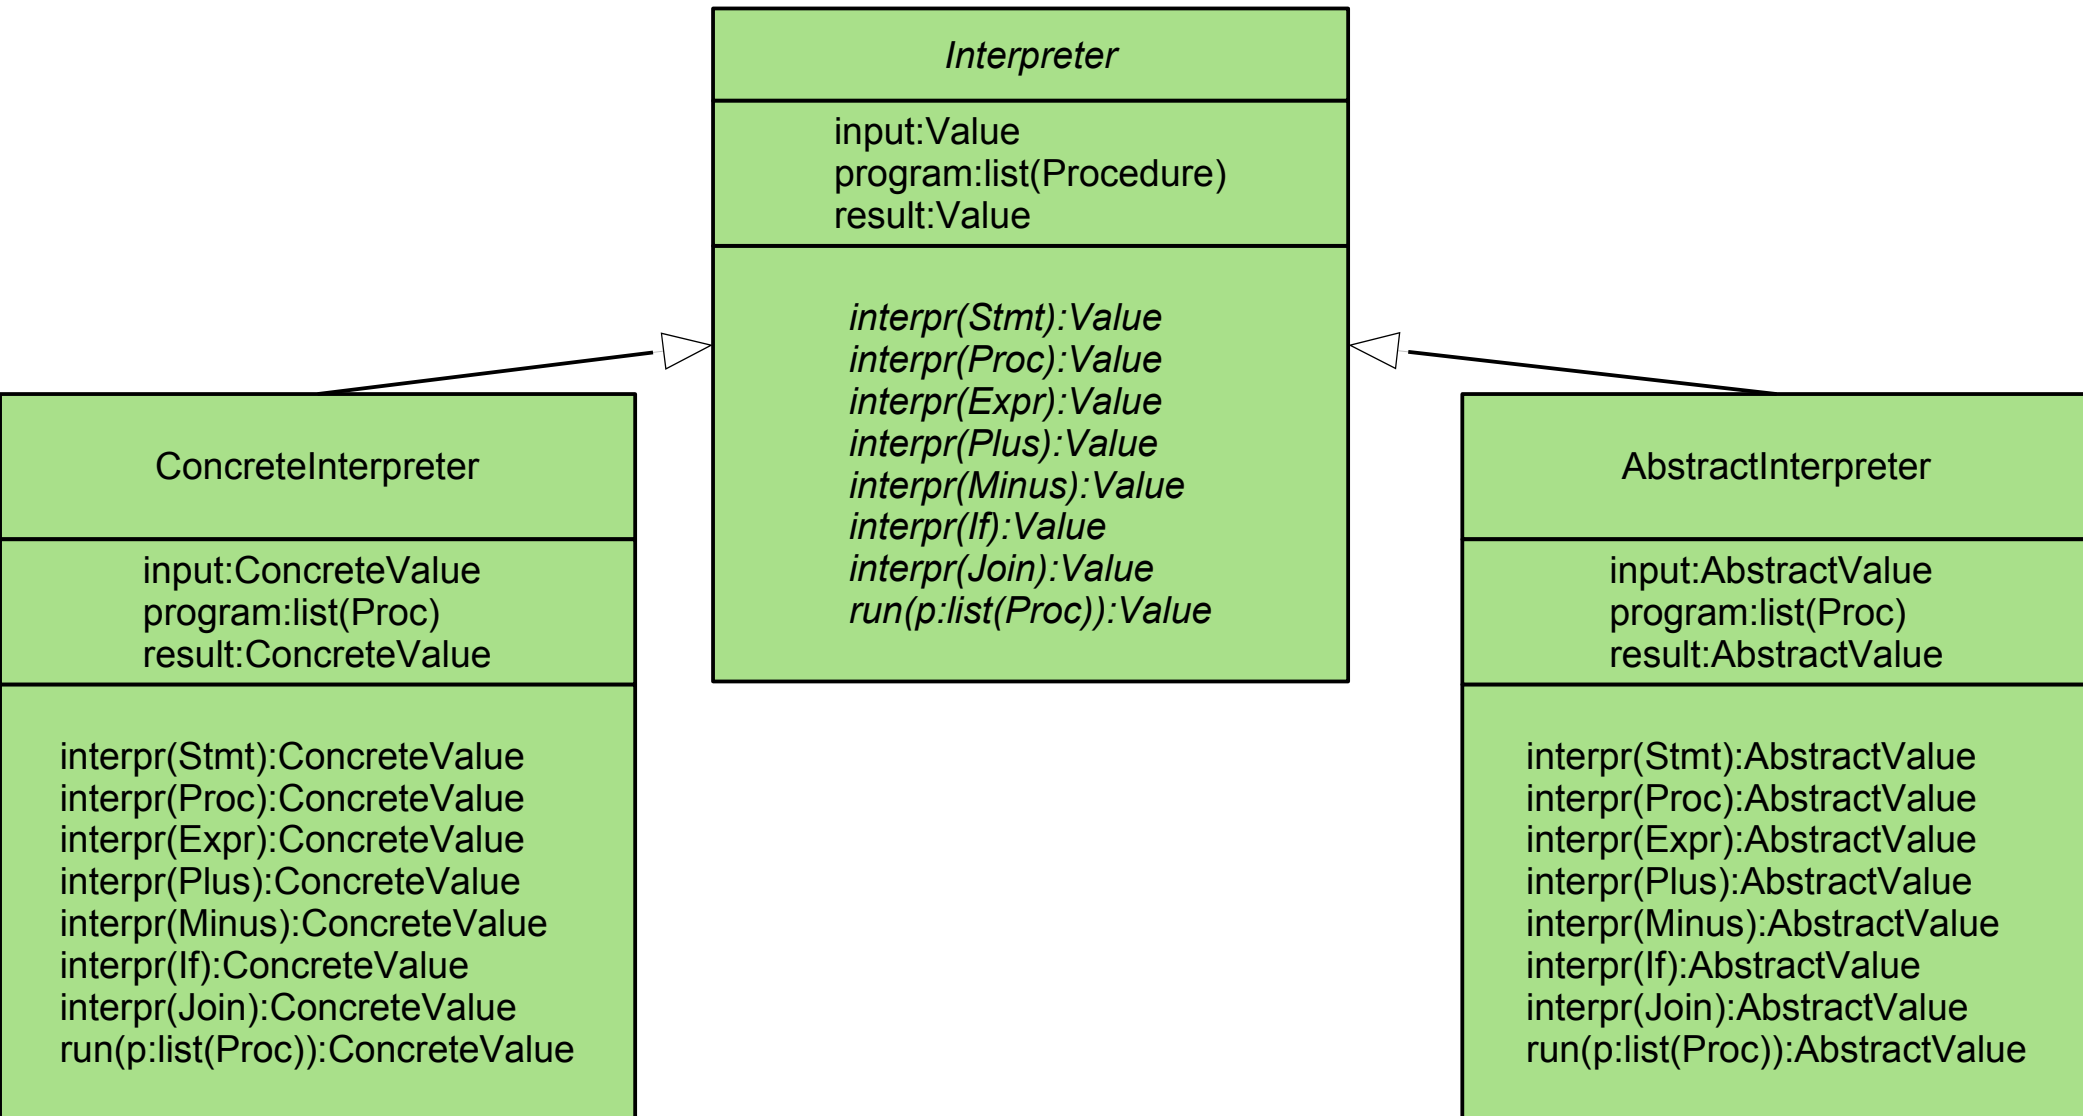 Interpreter
input:Value
program:list(Procedure)
result:Value
interpr(Stmt):Value
interpr(Proc):Value
interpr(Expr):Value
interpr(Plus):Value
interpr(Minus):Value
interpr(If):Value
interpr(Join):Value
run(p:list(Proc)):Value
ConcreteInterpreter
input:ConcreteValue
program:list(Proc)
result:ConcreteValue
interpr(Stmt):ConcreteValue
interpr(Proc):ConcreteValue
interpr(Expr):ConcreteValue
interpr(Plus):ConcreteValue
interpr(Minus):ConcreteValue
interpr(If):ConcreteValue
interpr(Join):ConcreteValue
run(p:list(Proc)):ConcreteValue
AbstractInterpreter
input:AbstractValue
program:list(Proc)
result:AbstractValue
interpr(Stmt):AbstractValue
interpr(Proc):AbstractValue
interpr(Expr):AbstractValue
interpr(Plus):AbstractValue
interpr(Minus):AbstractValue
interpr(If):AbstractValue
interpr(Join):AbstractValue
run(p:list(Proc)):AbstractValue